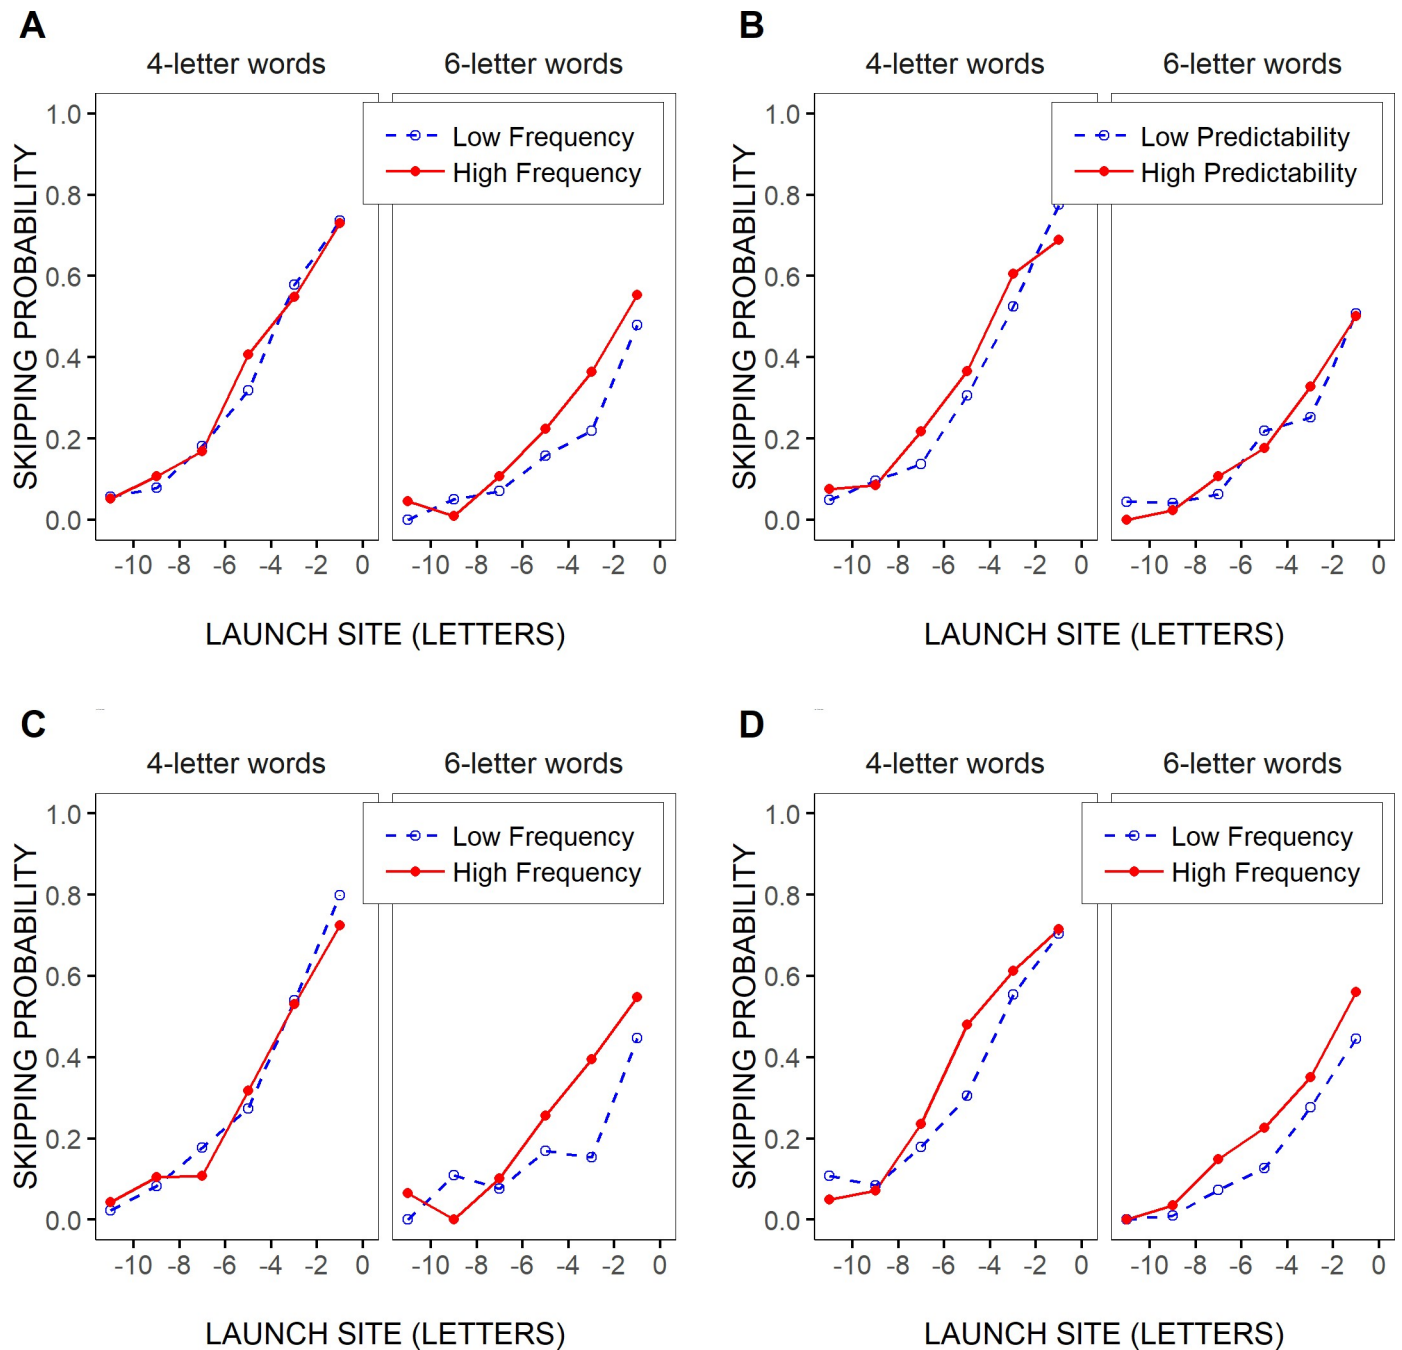 A
4-letter words
6-letter words
Low Frequency
High Frequency
SKIPPING PROBABILITY
1.0
0.8
0.6
0.4
0.2
0.0
-10 -8 -6 -4 -2 0
-10 -8 -6 -4 -2 0
LAUNCH SITE (LETTERS)
B
4-letter words
6-letter words
Low Predictability
High Predictability
SKIPPING PROBABILITY
1.0
0.8
0.6
0.4
0.2
0.0
-10 -8 -6 -4 -2 0
-10 -8 -6 -4 -2 0
LAUNCH SITE (LETTERS)
C
4-letter words
6-letter words
Low Frequency
High Frequency
SKIPPING PROBABILITY
1.0
0.8
0.6
0.4
0.2
0.0
-10 -8 -6 -4 -2 0
-10 -8 -6 -4 -2 0
LAUNCH SITE (LETTERS)
D
4-letter words
6-letter words
Low Frequency
High Frequency
SKIPPING PROBABILITY
1.0
0.8
0.6
0.4
0.2
0.0
-10 -8 -6 -4 -2 0
-10 -8 -6 -4 -2 0
LAUNCH SITE (LETTERS)